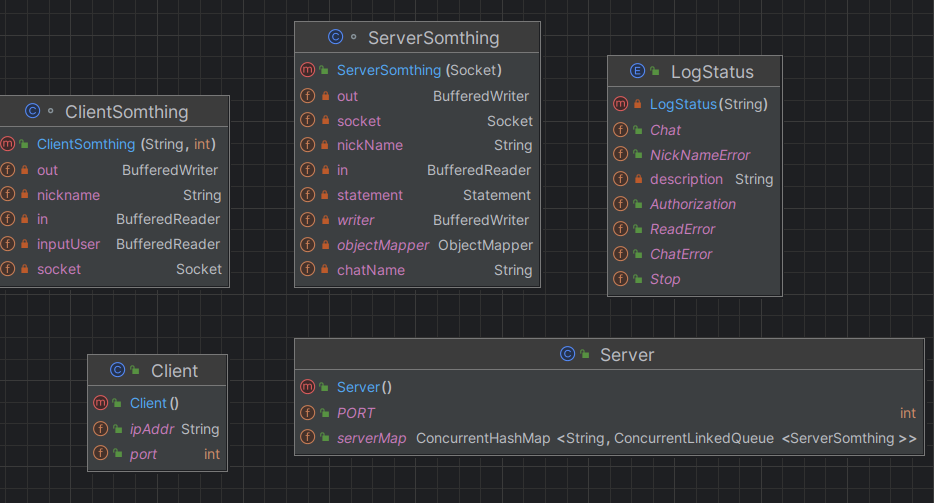 ServerSomthing
ServerSomthing (Socket)
out BufferedWriter
socket Socket
nickName String
in BufferedReader
statement Statement
writer BufferedWriter
objectMapper ObjectMapper
chatName String
LogStatus
LogStatus(String)
Chat
NickNameError
description String
Authorization
ReadError
ChatError
Stop
ClientSomthing
ClientSomthing (String, int)
out BufferedWriter
nickname String
in BufferedReader
inputUser BufferedReader
socket Socket
Client
Client ()
ipAddr String
port int
Server
Server()
PORT int
serverMap ConcurrentHashMap <String,ConcurrentLinkedQueue <ServerSomthing >>